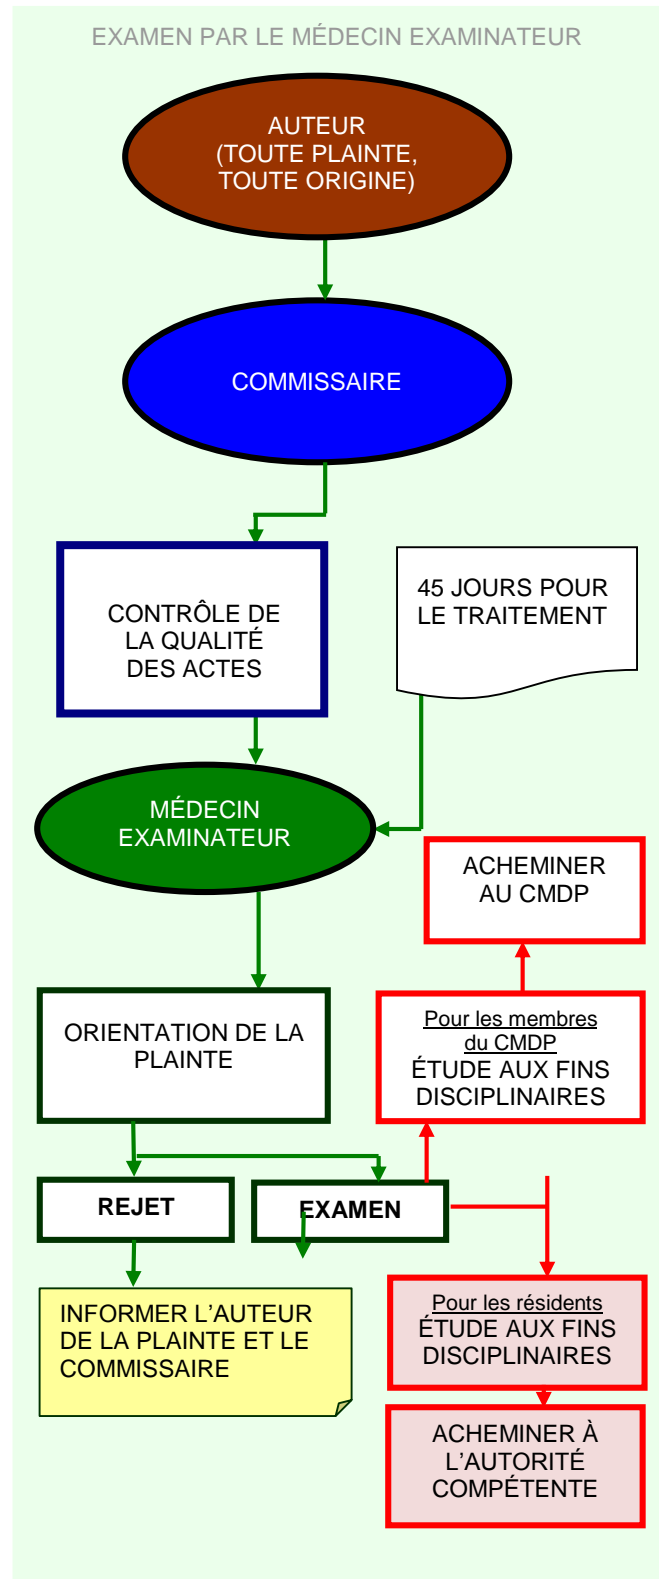 EXAMEN PAR LE MÉDECIN EXAMINATEUR
AUTEUR
(TOUTE PLAINTE,
TOUTE ORIGINE)
COMMISSAIRE
CONTRÔLE DE
LA QUALITÉ
DES ACTES
45 JOURS POUR
LE TRAITEMENT
MÉDECIN
EXAMINATEUR
ACHEMINER
AU CMDP
ORIENTATION DE LA
PLAINTE
Pour les membres
du CMDP
ÉTUDE AUX FINS
DISCIPLINAIRES
REJET
EXAMEN
INFORMER L'AUTEUR
DE LA PLAINTE ET LE
COMMISSAIRE
Pour les résidents
ÉTUDE AUX FINS
DISCIPLINAIRES
ACHEMINER À
L'AUTORITÉ
COMPÉTENTE